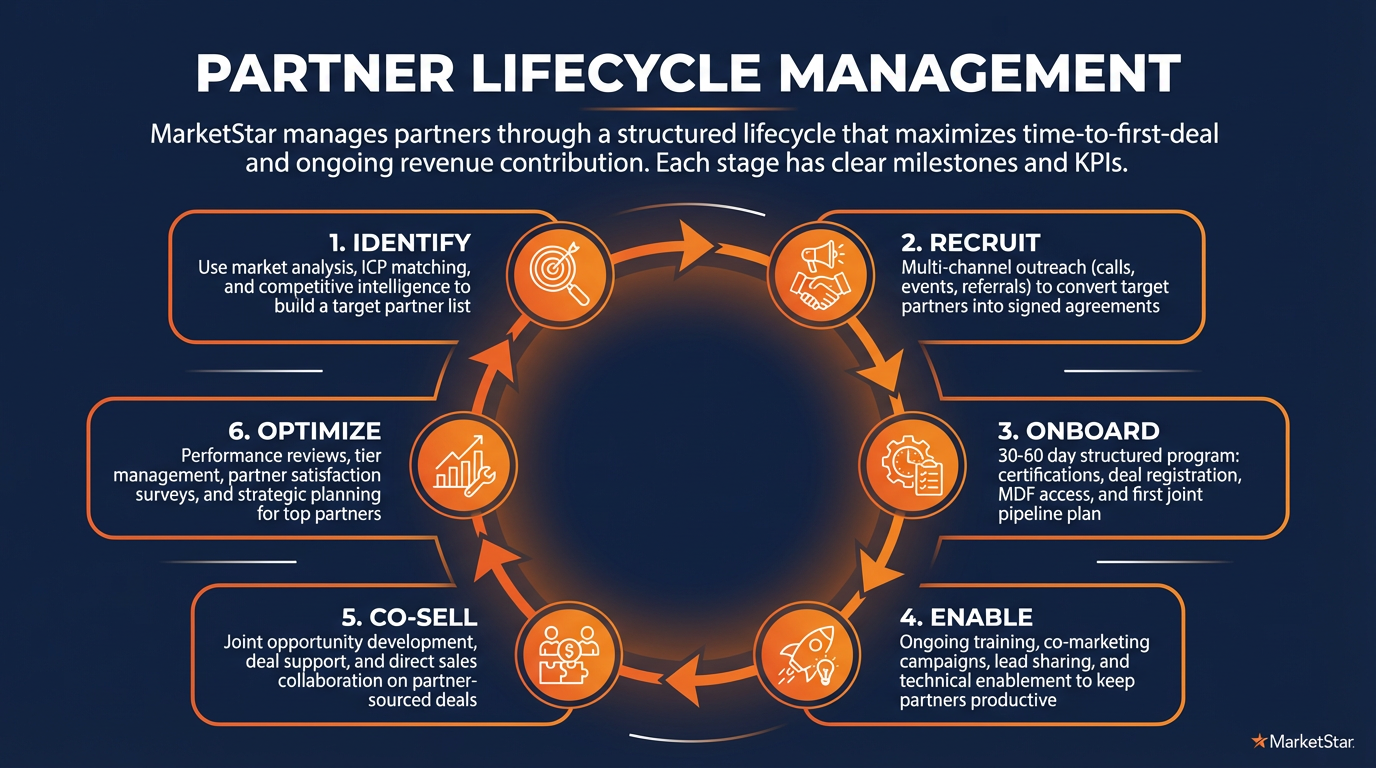 PARTNER LIFECYCLE MANAGEMENT
MarketStar manages partners through a structured lifecycle that maximizes time-to-first-deal
and ongoing revenue contribution. Each stage has clear milestones and KPIs.
1. IDENTIFY
Use market analysis, ICP matching,
and competitive intelligence to
build a target partner list
2. RECRUIT
Multi-channel outreach (calls,
events, referrals) to convert target
partners into signed agreements
3. ONBOARD
30-60 day structured program:
certifications, deal registration,
MDF access, and first joint
pipeline plan
4. ENABLE
Ongoing training, co-marketing
campaigns, lead sharing, and
technical enablement to keep
partners productive
5. CO-SELL
Joint opportunity development,
deal support, and direct sales
collaboration on partner-
sourced deals
6. OPTIMIZE
Performance reviews, tier
management, partner satisfaction
surveys, and strategic planning
for top partners
$
MarketStar